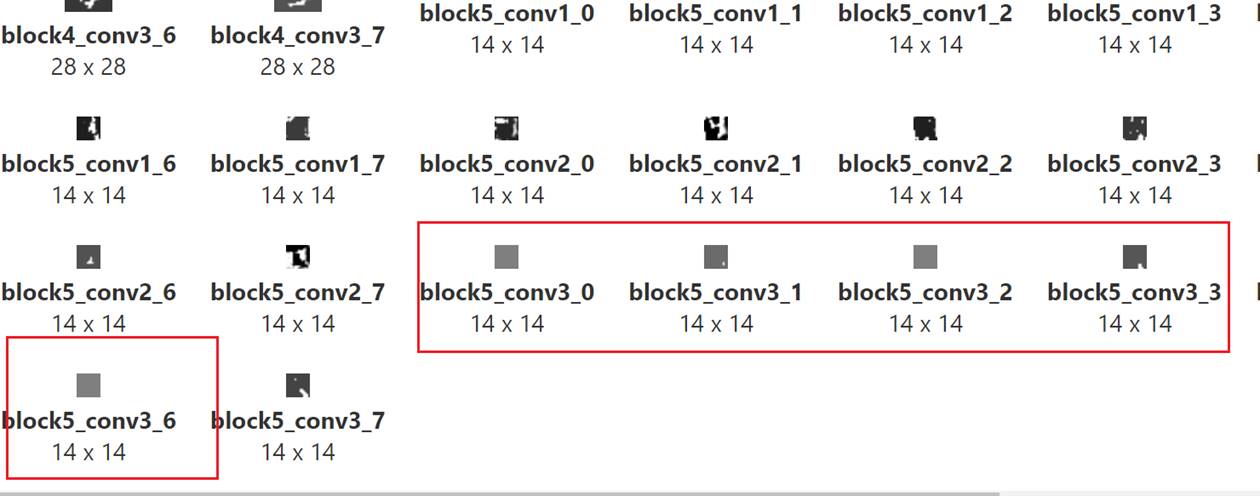 block4_conv3_6 block4_conv3_7 block5_conv1_0 block5_conv1_1 block5_conv1_2 block5_conv1_3
28 x 28 28 x 28 14 x 14 14 x 14 14 x 14 14 x 14
block5_conv1_6 block5_conv1_7 block5_conv2_0 block5_conv2_1 block5_conv2_2 block5_conv2_3
14 x 14 14 x 14 14 x 14 14 x 14 14 x 14 14 x 14
block5_conv2_6 block5_conv2_7 block5_conv3_0 block5_conv3_1 block5_conv3_2 block5_conv3_3
14 x 14 14 x 14 14 x 14 14 x 14 14 x 14 14 x 14
block5_conv3_6 block5_conv3_7
14 x 14 14 x 14